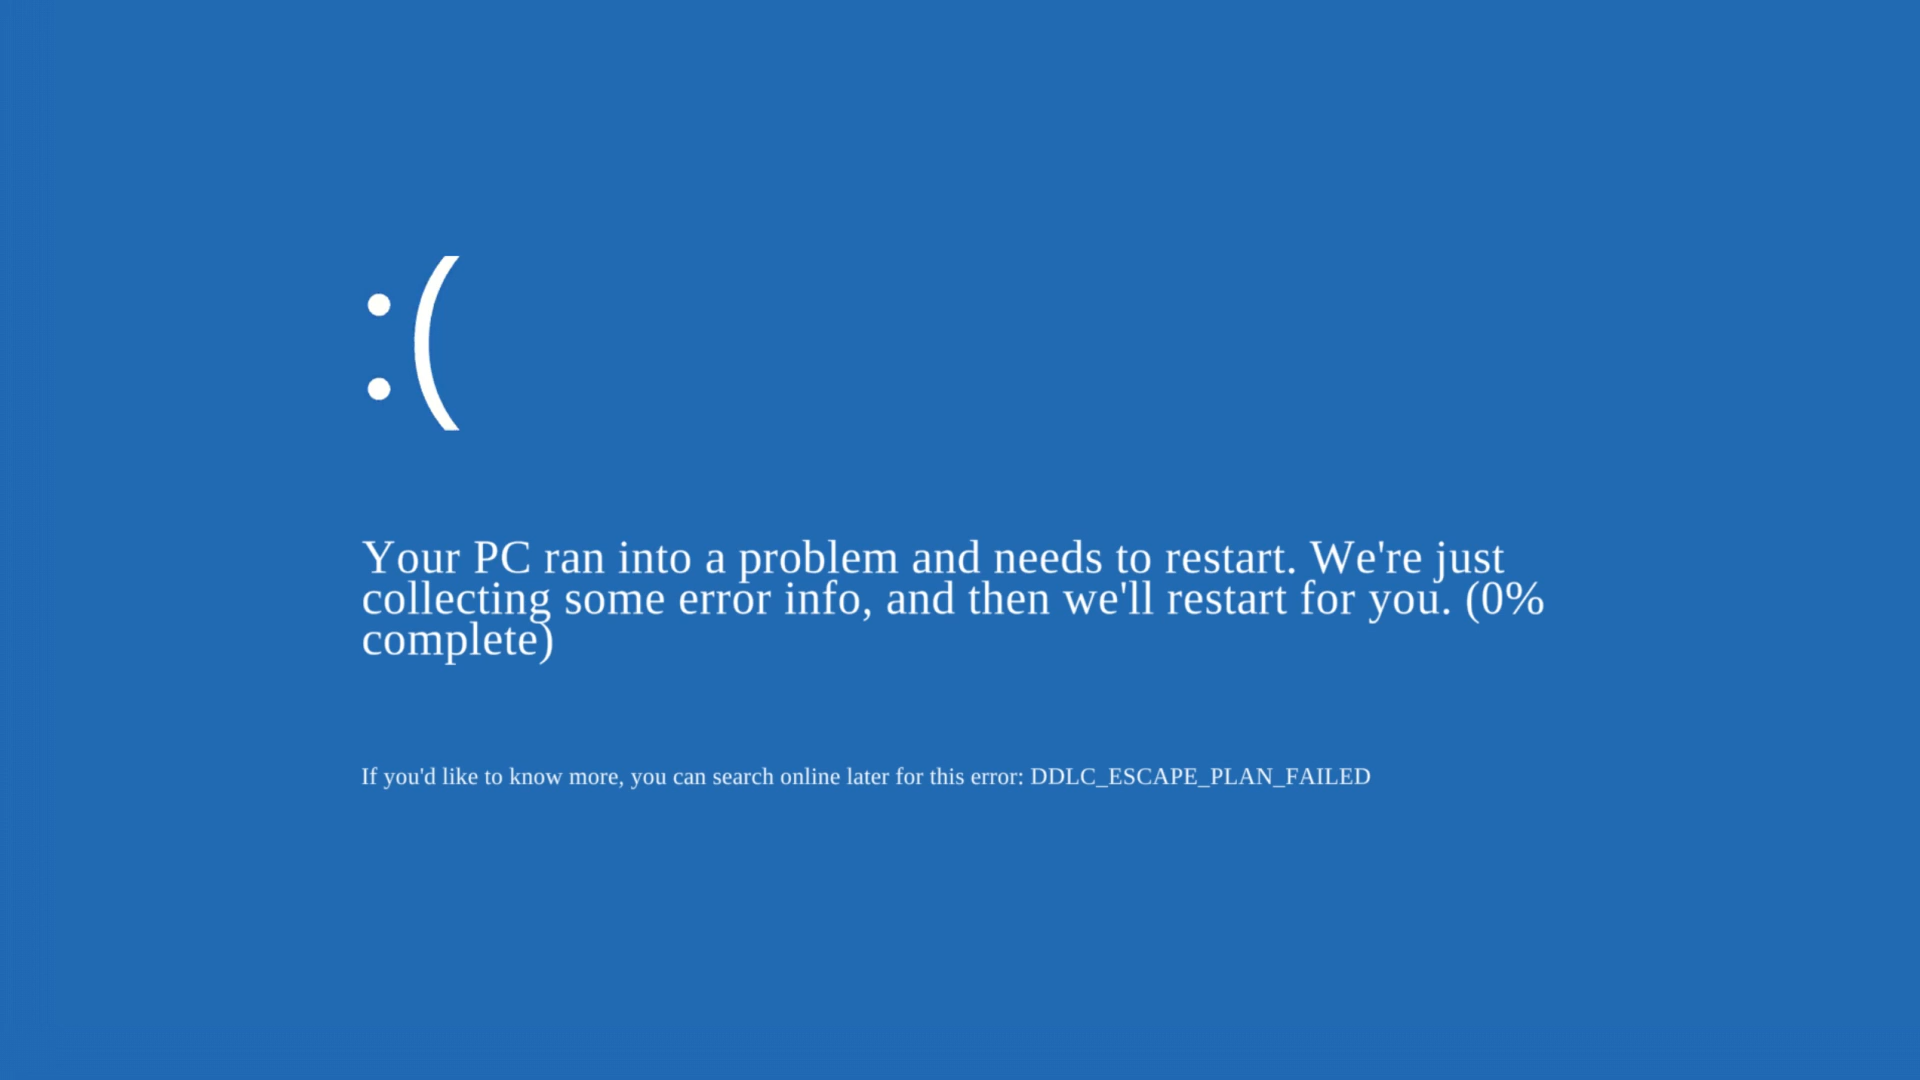 :(
Your PC ran into a problem and needs to restart. We're just
collecting some error info, and then we'll restart for you. (0%
complete)
If you'd like to know more, you can search online later for this error: DDLC_ESCAPE_PLAN_FAILED